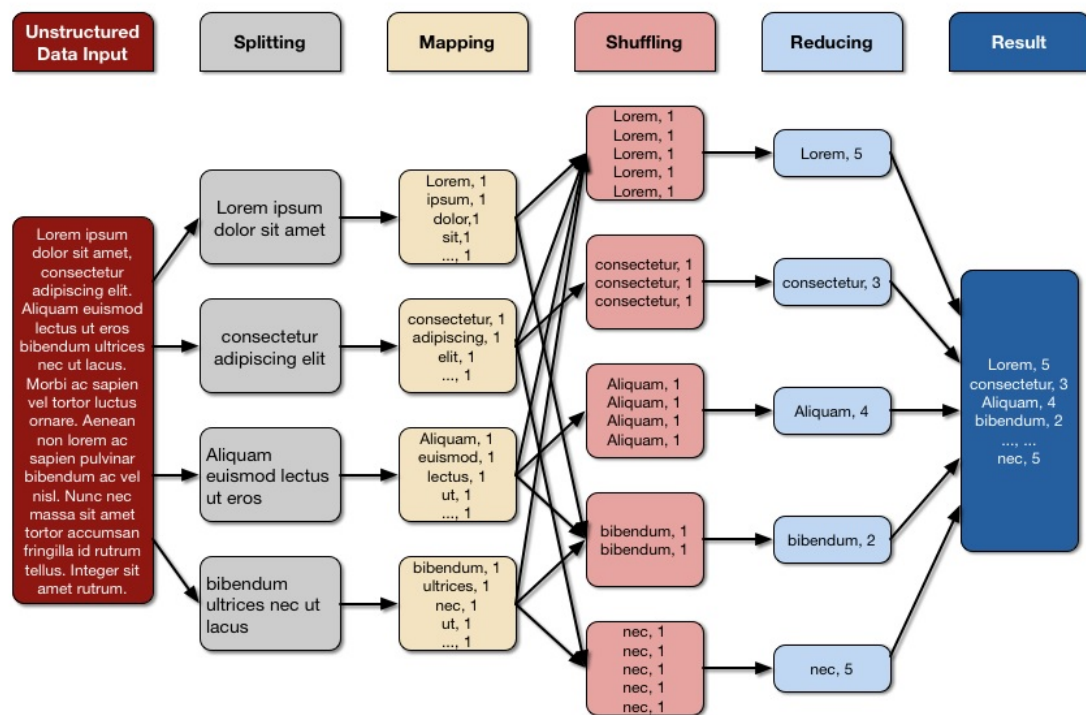 Unstructured
Data Input
Splitting
Mapping
Shuffling
Reducing
Result
Lorem ipsum
dolor sit amet,
consectetur
adipiscing elit.
Aliquam euismod
lectus ut eros
bibendum ultrices
nec ut lacus.
Morbi ac sapien
vel tortor luctus
ornare. Aenean
non lorem ac
sapien pulvinar
bibendum ac vel
nisl. Nunc nec
massa sit amet
tortor accumsan
fringilla id rutrum
tellus. Integer sit
amet rutrum.
Lorem ipsum
dolor sit amet
consectetur
adipiscing elit
Aliquam
euismod lectus
ut eros
bibendum
ultrices nec ut
lacus
Lorem, 1
ipsum, 1
dolor,1
sit,1
..., 1
consectetur, 1
adipiscing, 1
elit, 1
..., 1
Aliquam, 1
euismod, 1
lectus, 1
ut, 1
..., 1
bibendum, 1
ultrices, 1
nec, 1
ut, 1
..., 1
Lorem, 1
Lorem, 1
Lorem, 1
Lorem, 1
Lorem, 1
consectetur, 1
consectetur, 1
consectetur, 1
Aliquam, 1
Aliquam, 1
Aliquam, 1
Aliquam, 1
bibendum, 1
bibendum, 1
nec, 1
nec, 1
nec, 1
nec, 1
nec, 1
Lorem, 5
consectetur, 3
Aliquam, 4
bibendum, 2
nec, 5
Lorem, 5
consectetur, 3
Aliquam, 4
bibendum, 2
..., ...
nec, 5